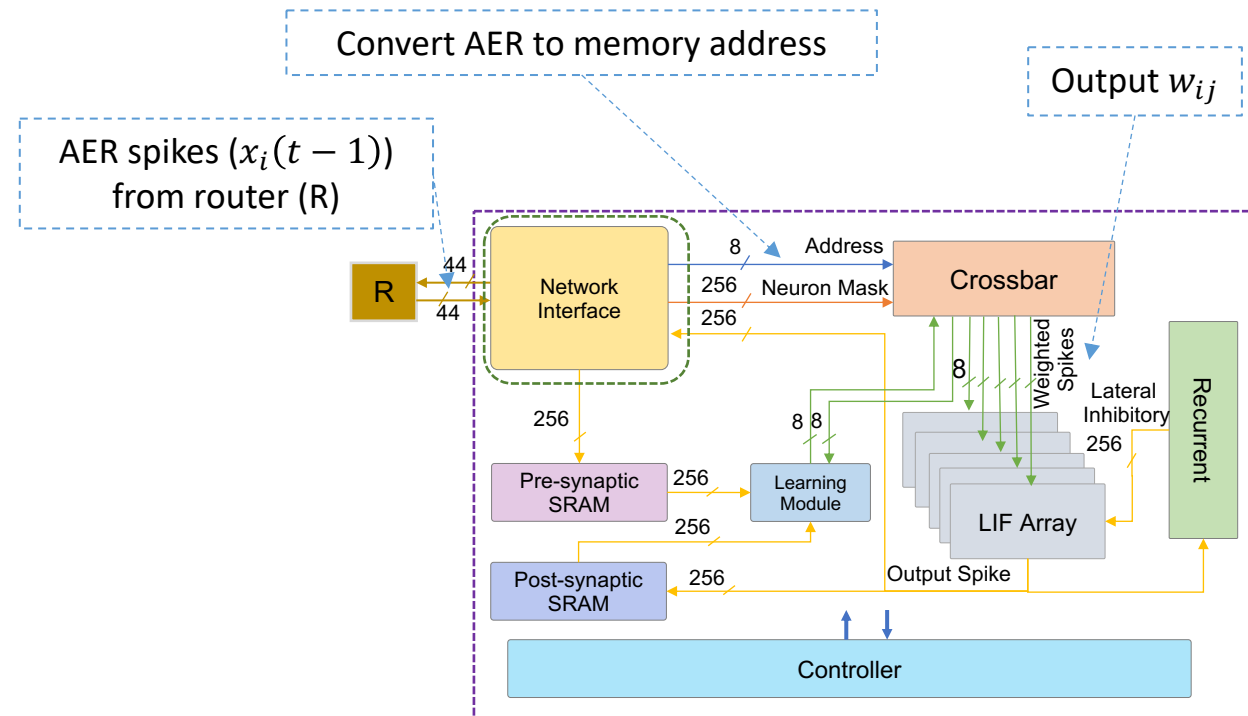 Convert AER to memory address
Output $w_{ij}$
AER spikes ($x_i(t-1)$)
from router (R)
8
Address
44
R
44
Network
Interface
256
Neuron Mask
256
Crossbar
8
Weighted
Spikes
Lateral
Inhibitory
256
Recurrent
256
8
8
Pre-synaptic
SRAM
256
Learning
Module
LIF Array
256
Post-synaptic
SRAM
256
Output Spike
Controller